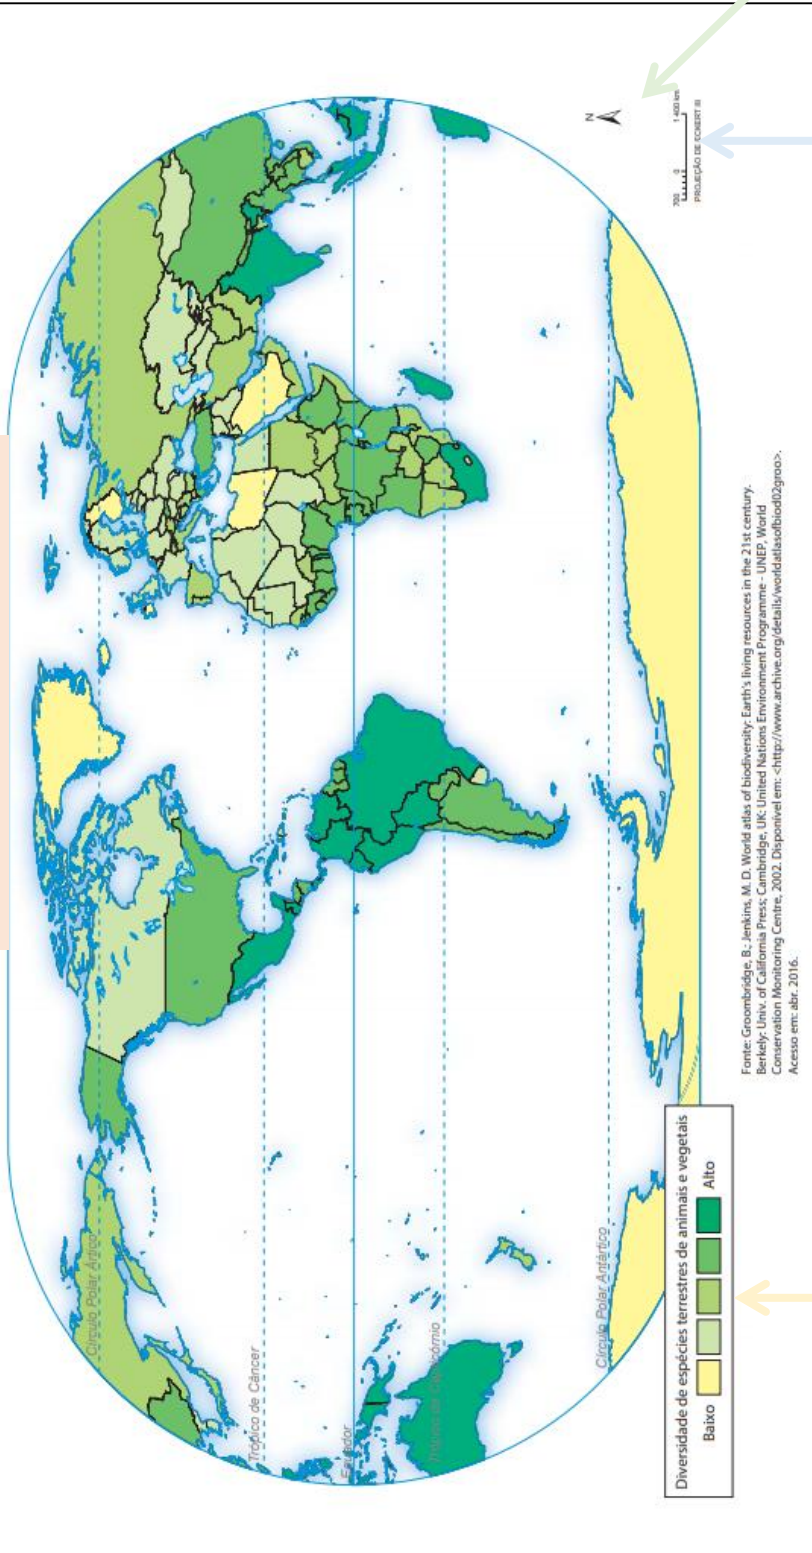 N
700 0 1 400 km
PROJEÇÃO DE ECKERT III
Círculo Polar Ártico
Trópico de Câncer
Equador
Trópico de Capricórnio
Círculo Polar Antártico
Diversidade de espécies terrestres de animais e vegetais
Baixo Alto
Fonte: Groombridge, B.; Jenkins, M. D. World atlas of biodiversity: Earth's living resources in the 21st century.
Berkely: Univ. of California Press; Cambridge, UK: United Nations Environment Programme - UNEP, World
Conservation Monitoring Centre, 2002. Disponível em: <http://www.archive.org/details/worldatlasofbiod02groo>.
Acesso em: abr. 2016.